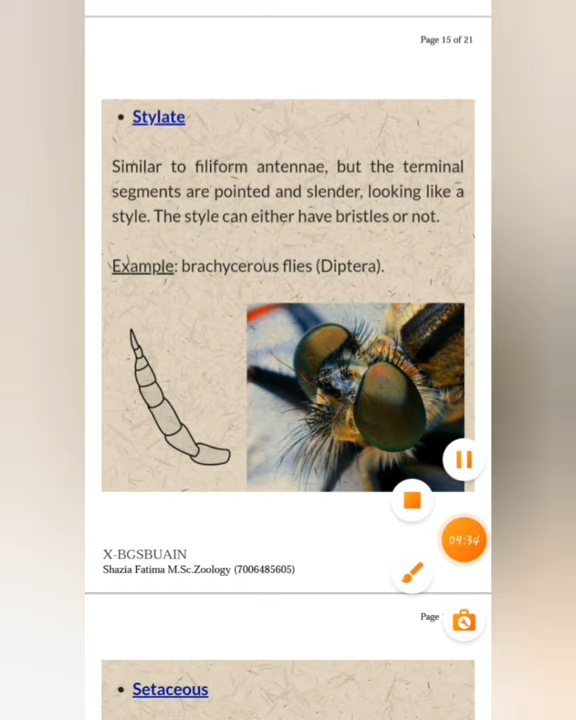 Page 15 of 21
• Stylate
Similar to filiform antennae, but the terminal
segments are pointed and slender, looking like a
style. The style can either have bristles or not.
Example: brachycerous flies (Diptera).
09:34
X-BGSBUAIN
Shazia Fatima M.Sc.Zoology (7006485605)
Page
• Setaceous